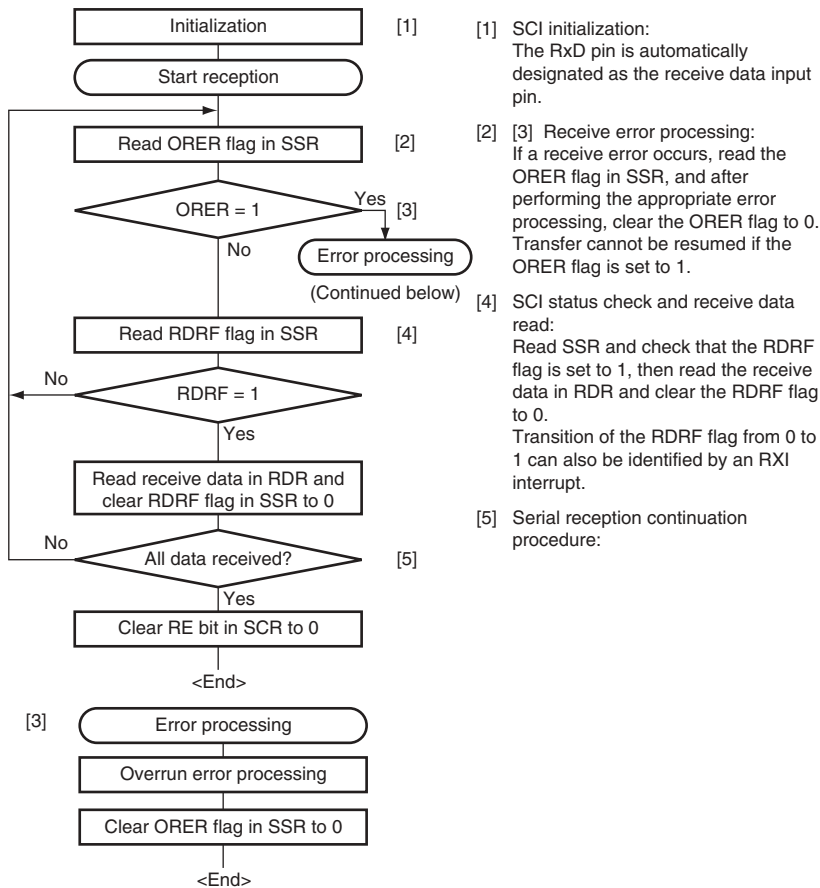 Initialization
[1]
Start reception
Read ORER flag in SSR
[2]
ORER = 1
Yes
[3]
No
Error processing
(Continued below)
Read RDRF flag in SSR
[4]
No
RDRF = 1
Yes
Read receive data in RDR and
clear RDRF flag in SSR to 0
No
All data received?
[5]
Yes
Clear RE bit in SCR to 0
<End>
[3]
Error processing
Overrun error processing
Clear ORER flag in SSR to 0
<End>
[1] SCI initialization:
The RxD pin is automatically
designated as the receive data input
pin.
[2] [3] Receive error processing:
If a receive error occurs, read the
ORER flag in SSR, and after
performing the appropriate error
processing, clear the ORER flag to 0.
Transfer cannot be resumed if the
ORER flag is set to 1.
[4] SCI status check and receive data
read:
Read SSR and check that the RDRF
flag is set to 1, then read the receive
data in RDR and clear the RDRF flag
to 0.
Transition of the RDRF flag from 0 to
1 can also be identified by an RXI
interrupt.
[5] Serial reception continuation
procedure: